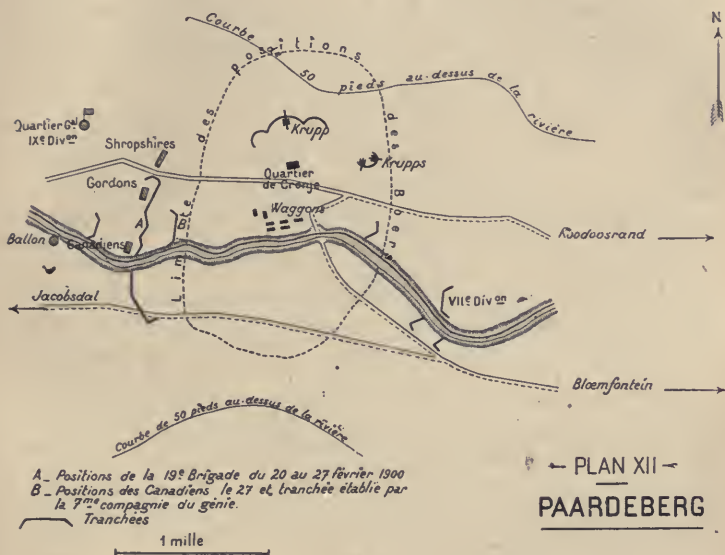 N
Courbe 50 pieds au-dessus de la rivière
Limite des positions des Boers
Quartier Gal
IXe Divon
Krupp
Krupps
Shropshires
Quartier
de Cronje
Gordons
Waggons
A
B
Ballon
Canadiens
Koodoosrand
Jacobsdal
VIIe Divon
Bloemfontein
Courbe de 50 pieds au-dessus de la rivière
A_ Positions de la 19e Brigade du 20 au 27 février 1900
B_ Positions des Canadiens le 27 et tranchée établie par
la 7me compagnie du génie.
Tranchées
1 mille
PLAN XII
PAARDEBERG